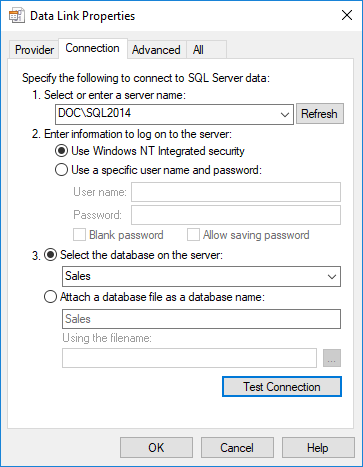 Data Link Properties
Provider Connection Advanced All
Specify the following to connect to SQL Server data:
1. Select or enter a server name:
DOC\SQL2014 Refresh
2. Enter information to log on to the server:
Use Windows NT Integrated security
Use a specific user name and password:
User name:
Password:
Blank password Allow saving password
3. Select the database on the server:
Sales
Attach a database file as a database name:
Sales
Using the filename:
...
Test Connection
OK Cancel Help